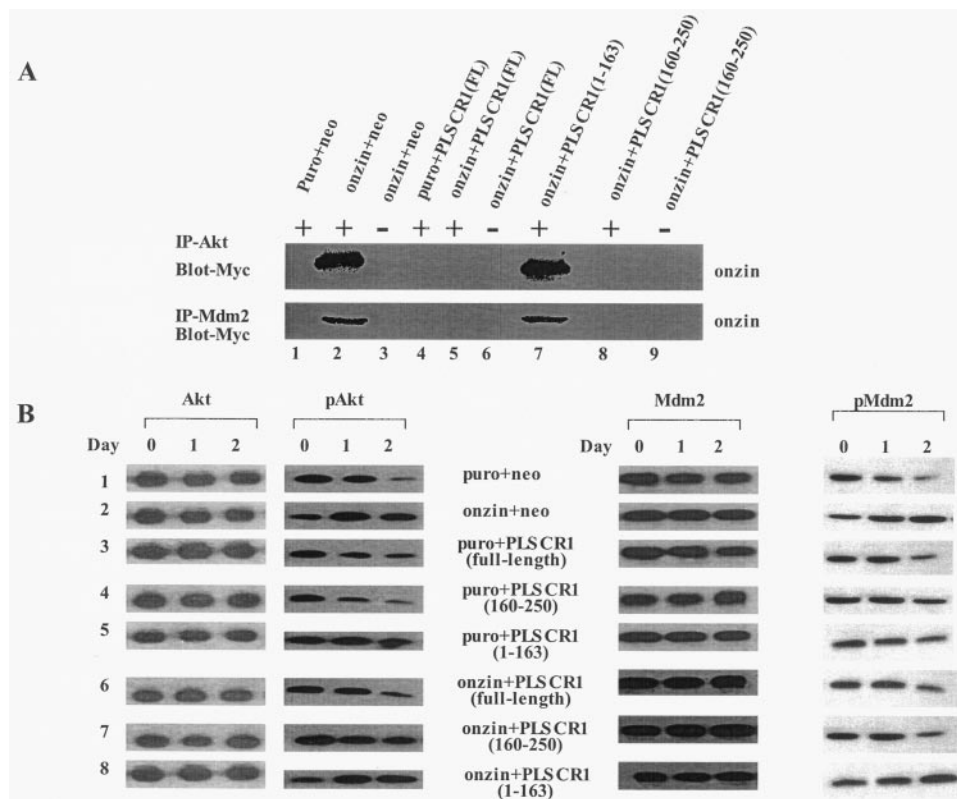 A
Puro+neo
onzin+neo
onzin+neo
puro+PLSCR1(FL)
onzin+PLSCR1(FL)
onzin+PLSCR1(FL)
onzin+PLSCR1(1-163)
onzin+PLSCR1(160-250)
onzin+PLSCR1(160-250)
+ + - + + - + + -
IP-Akt
Blot-Myc
onzin
IP-Mdm2
Blot-Myc
onzin
1 2 3 4 5 6 7 8 9
B
Akt pAkt Mdm2 pMdm2
Day 0 1 2 0 1 2 Day 0 1 2 0 1 2
1 puro+neo
2 onzin+neo
3 puro+PLSCR1
(full-length)
4 puro+PLSCR1
(160-250)
5 puro+PLSCR1
(1-163)
6 onzin+PLSCR1
(full-length)
7 onzin+PLSCR1
(160-250)
8 onzin+PLSCR1
(1-163)